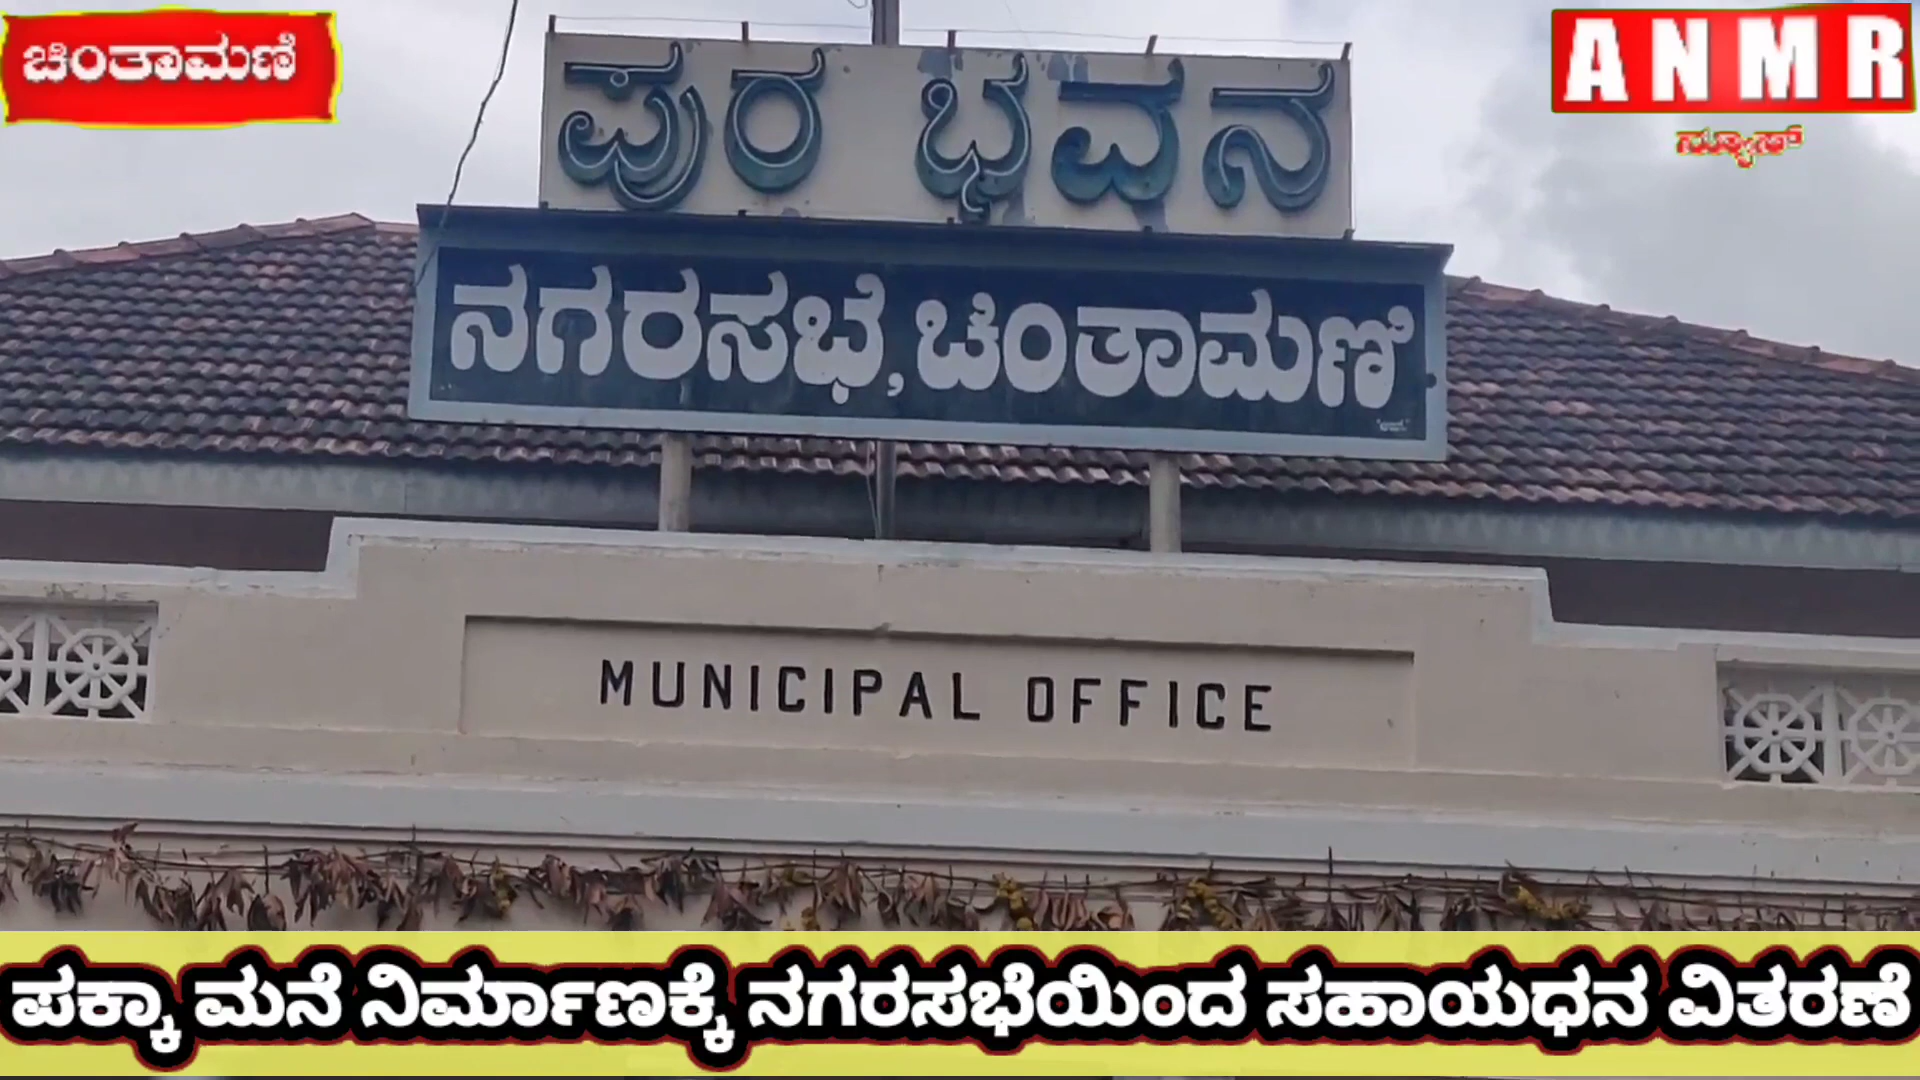 ಚಿಂತಾಮಣಿ
ANMR
ನ್ಯೂಸ್
ಪುರ ಭವನ
ನಗರಸಭೆ, ಚಿಂತಾಮಣಿ
MUNICIPAL OFFICE
ಪಕ್ಕಾ ಮನೆ ನಿರ್ಮಾಣಕ್ಕೆ ನಗರಸಭೆಯಿಂದ ಸಹಾಯಧನ ವಿತರಣೆ